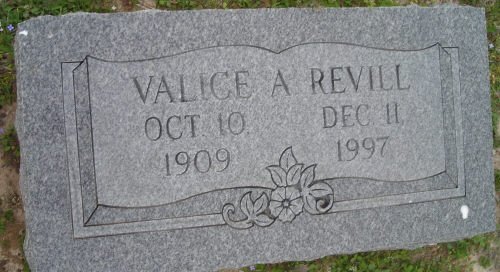 VALICE A REVILL
OCT 10 DEC 11
1909 1997